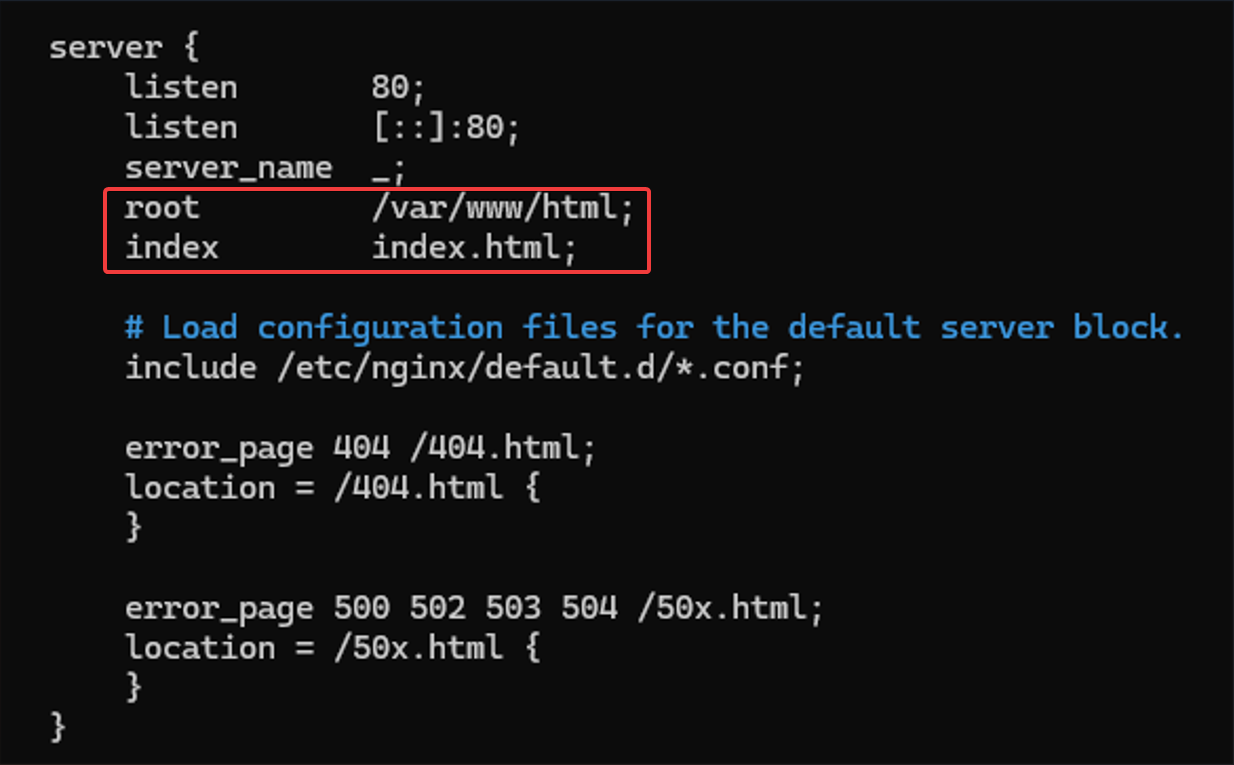 server {
    listen       80;
    listen       [::]:80;
    server_name  _;
    root         /var/www/html;
    index        index.html;
    # Load configuration files for the default server block.
    include /etc/nginx/default.d/*.conf;
    error_page 404 /404.html;
    location = /404.html {
    }
    error_page 500 502 503 504 /50x.html;
    location = /50x.html {
    }
}